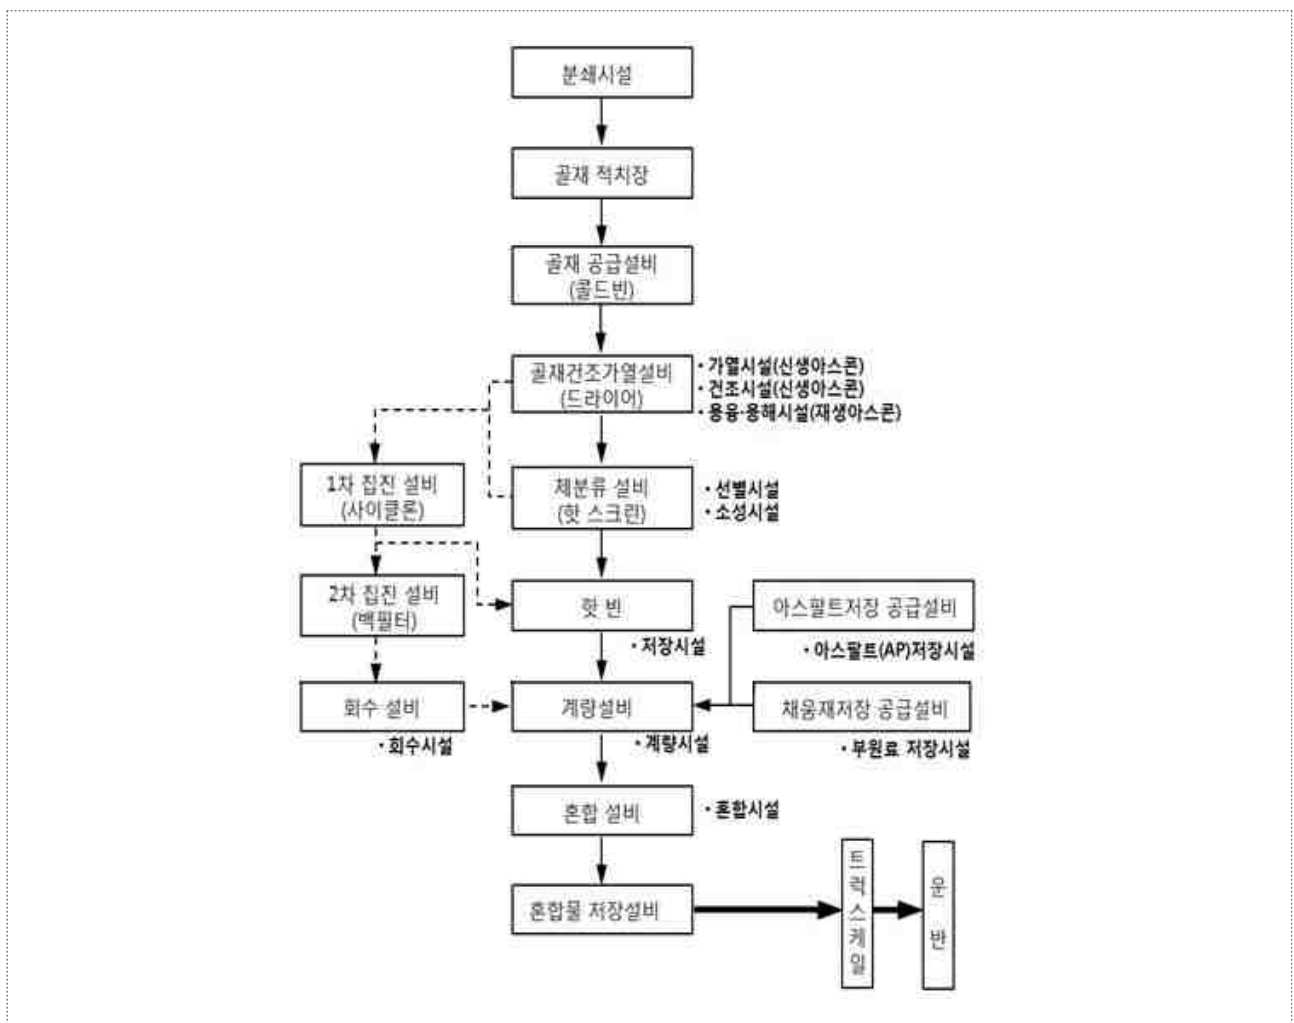 분쇄시설
골재 적치장
골재 공급설비
(콜드빈)
골재건조가열설비
(드라이어)
• 가열시설(신생아스콘)
• 건조시설(신생아스콘)
• 용융·용해시설(재생아스콘)
1차 집진 설비
(사이클론)
체분류 설비
(핫 스크린)
• 선별시설
• 소성시설
2차 집진 설비
(백필터)
핫 빈
• 저장시설
아스팔트저장 공급설비
• 아스팔트(AP)저장시설
회수 설비
• 회수시설
계량설비
• 계량시설
채움재저장 공급설비
• 부원료 저장시설
혼합 설비
• 혼합시설
혼합물 저장설비
트럭스케일
운반